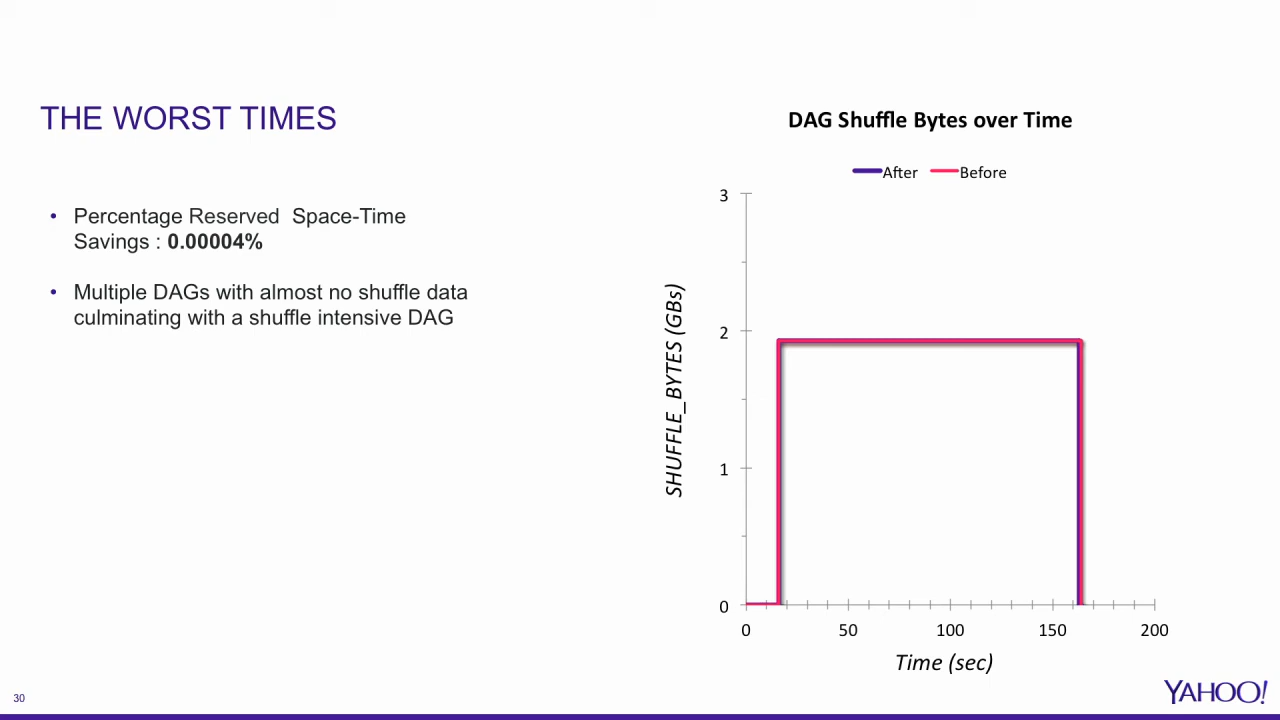 THE WORST TIMES
• Percentage Reserved  Space-Time
Savings : 0.00004%
• Multiple DAGs with almost no shuffle data
culminating with a shuffle intensive DAG
DAG Shuffle Bytes over Time
After Before
SHUFFLE_BYTES (GBs)
3
2
1
0
0 50 100 150 200
Time (sec)
30
YAHOO!